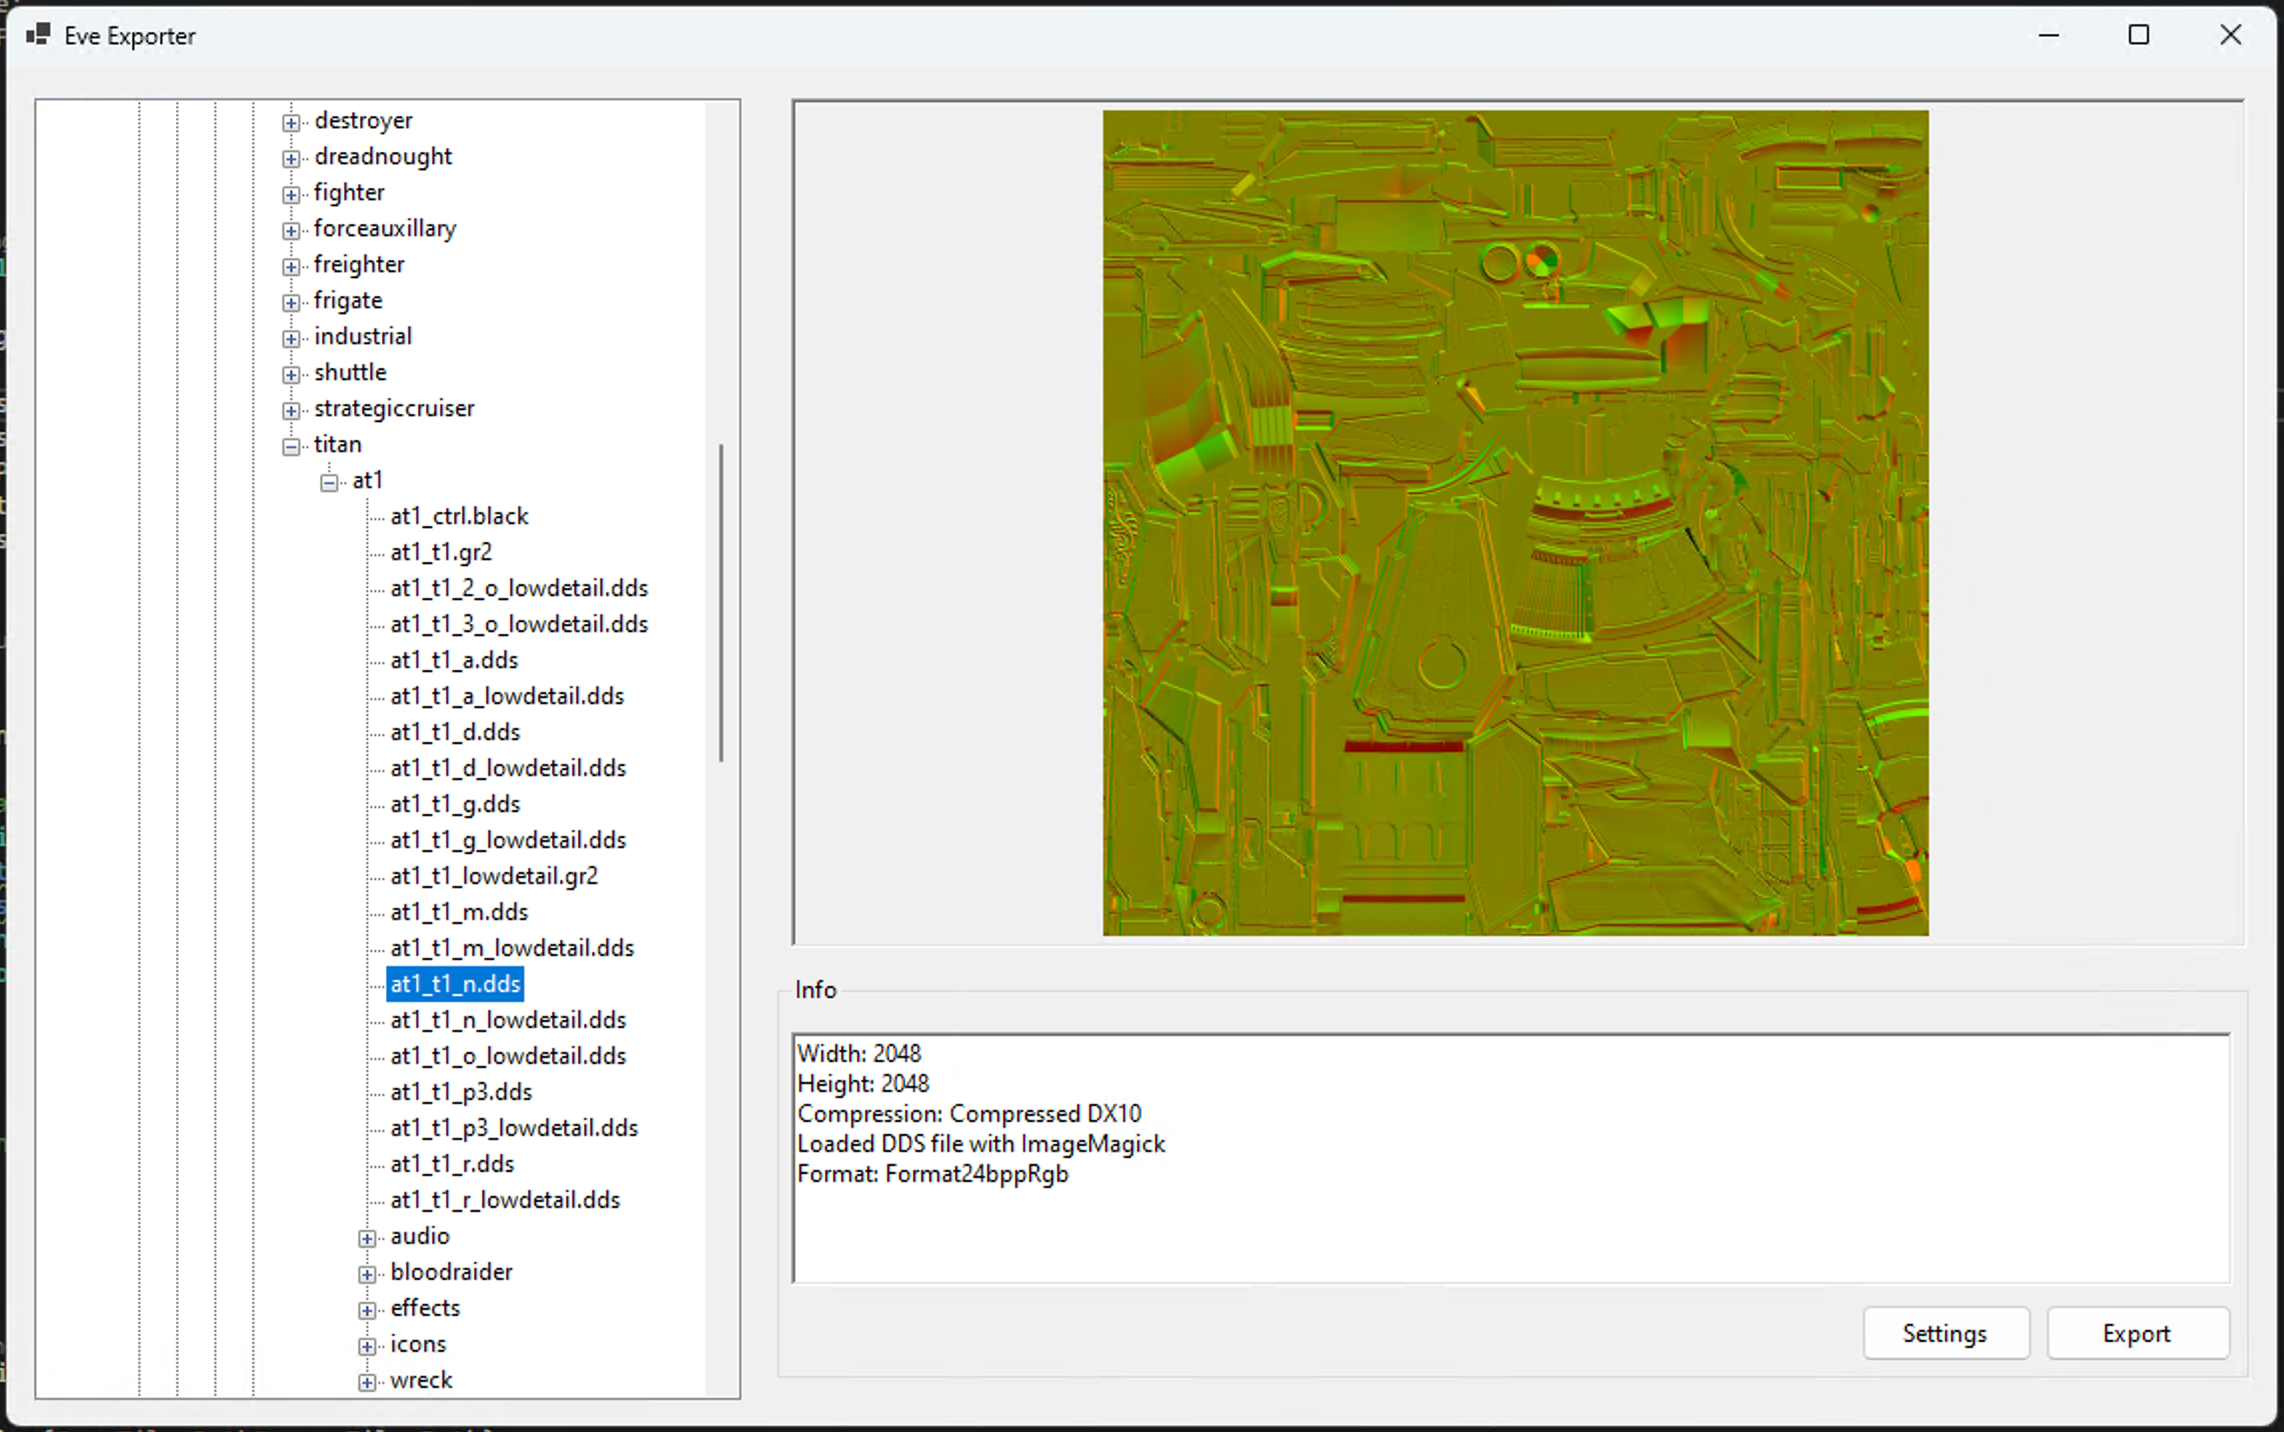 Eve Exporter
destroyer
dreadnought
fighter
forceauxillary
freighter
frigate
industrial
shuttle
strategiccruiser
titan
at1
at1_ctrl.black
at1_t1.gr2
at1_t1_2_o_lowdetail.dds
at1_t1_3_o_lowdetail.dds
at1_t1_a.dds
at1_t1_a_lowdetail.dds
at1_t1_d.dds
at1_t1_d_lowdetail.dds
at1_t1_g.dds
at1_t1_g_lowdetail.dds
at1_t1_lowdetail.gr2
at1_t1_m.dds
at1_t1_m_lowdetail.dds
at1_t1_n.dds
at1_t1_n_lowdetail.dds
at1_t1_o_lowdetail.dds
at1_t1_p3.dds
at1_t1_p3_lowdetail.dds
at1_t1_r.dds
at1_t1_r_lowdetail.dds
audio
bloodraider
effects
icons
wreck
Info
Width: 2048
Height: 2048
Compression: Compressed DX10
Loaded DDS file with ImageMagick
Format: Format24bppRgb
Settings
Export